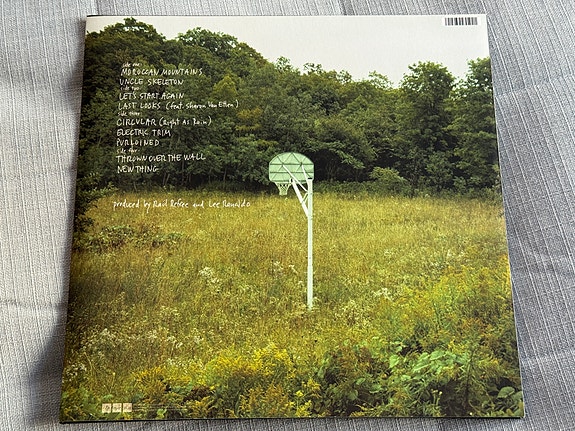 side one
MOROCCAN MOUNTAINS
UNCLE SKELETON
side two
LET'S START AGAIN
LAST LOOKS (feat. Sharon Van Etten)
side three
CIRCULAR (Right As Rain)
ELECTRIC TRIM
PURLOINED
side four
THROWN OVER THE WALL
NEW THING
produced by Raül Refree and Lee Ranaldo